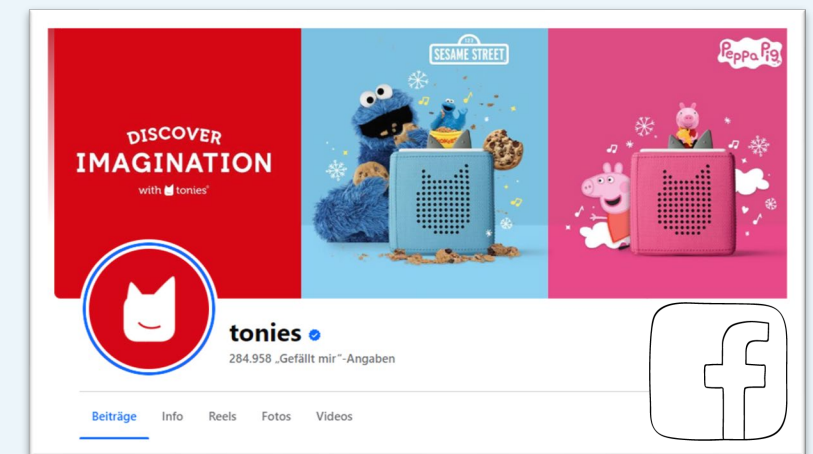 DISCOVER
IMAGINATION
with tonies®
123
SESAME STREET
Peppa Pig
tonies
284.958 „Gefällt mir“-Angaben
Beiträge Info Reels Fotos Videos
f